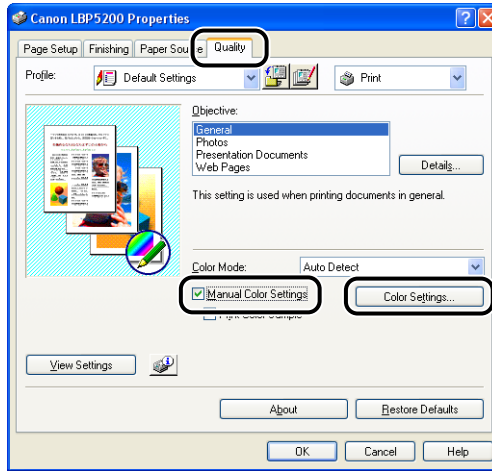 Canon LBP5200 Properties
Page Setup Finishing Paper Source Quality
Profile: Default Settings Print
Objective:
General
Photos
Presentation Documents
Web Pages
Details...
This setting is used when printing documents in general.
Color Mode: Auto Detect
Manual Color Settings Color Settings...
View Settings
About Restore Defaults
OK Cancel Help